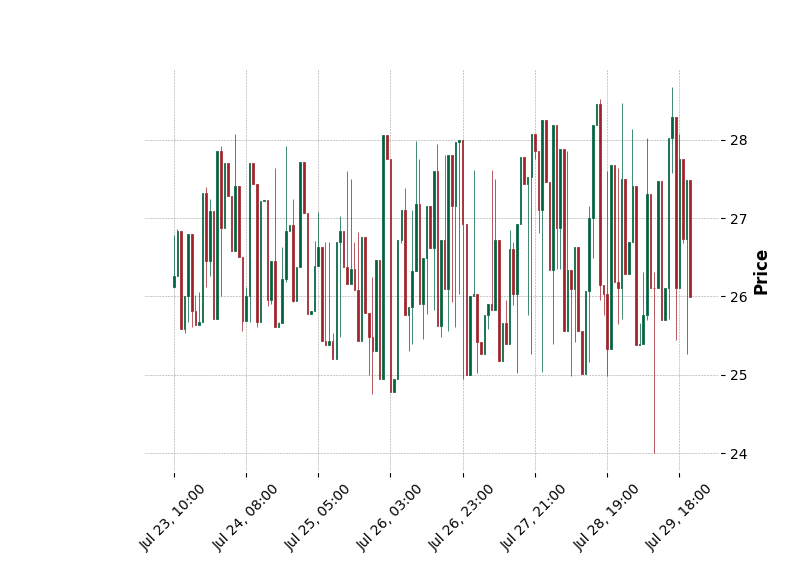 28
27
26
25
24
Price
Jul 23, 10:00
Jul 24, 08:00
Jul 25, 05:00
Jul 26, 03:00
Jul 26, 23:00
Jul 27, 21:00
Jul 28, 19:00
Jul 29, 18:00